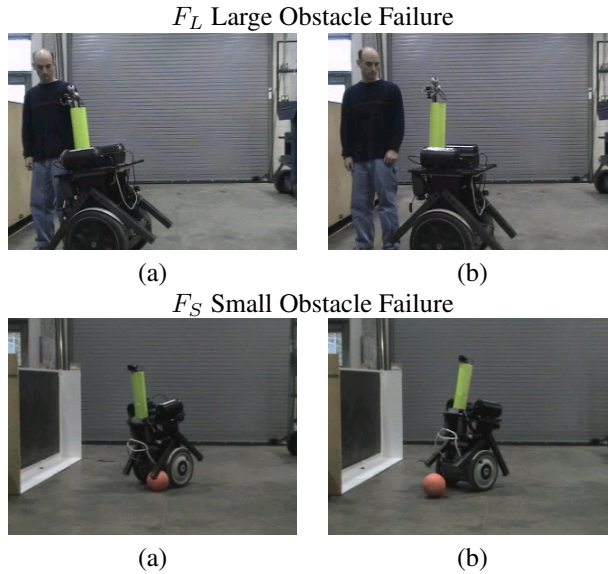 F_L Large Obstacle Failure
(a) (b)
F_S Small Obstacle Failure
(a) (b)